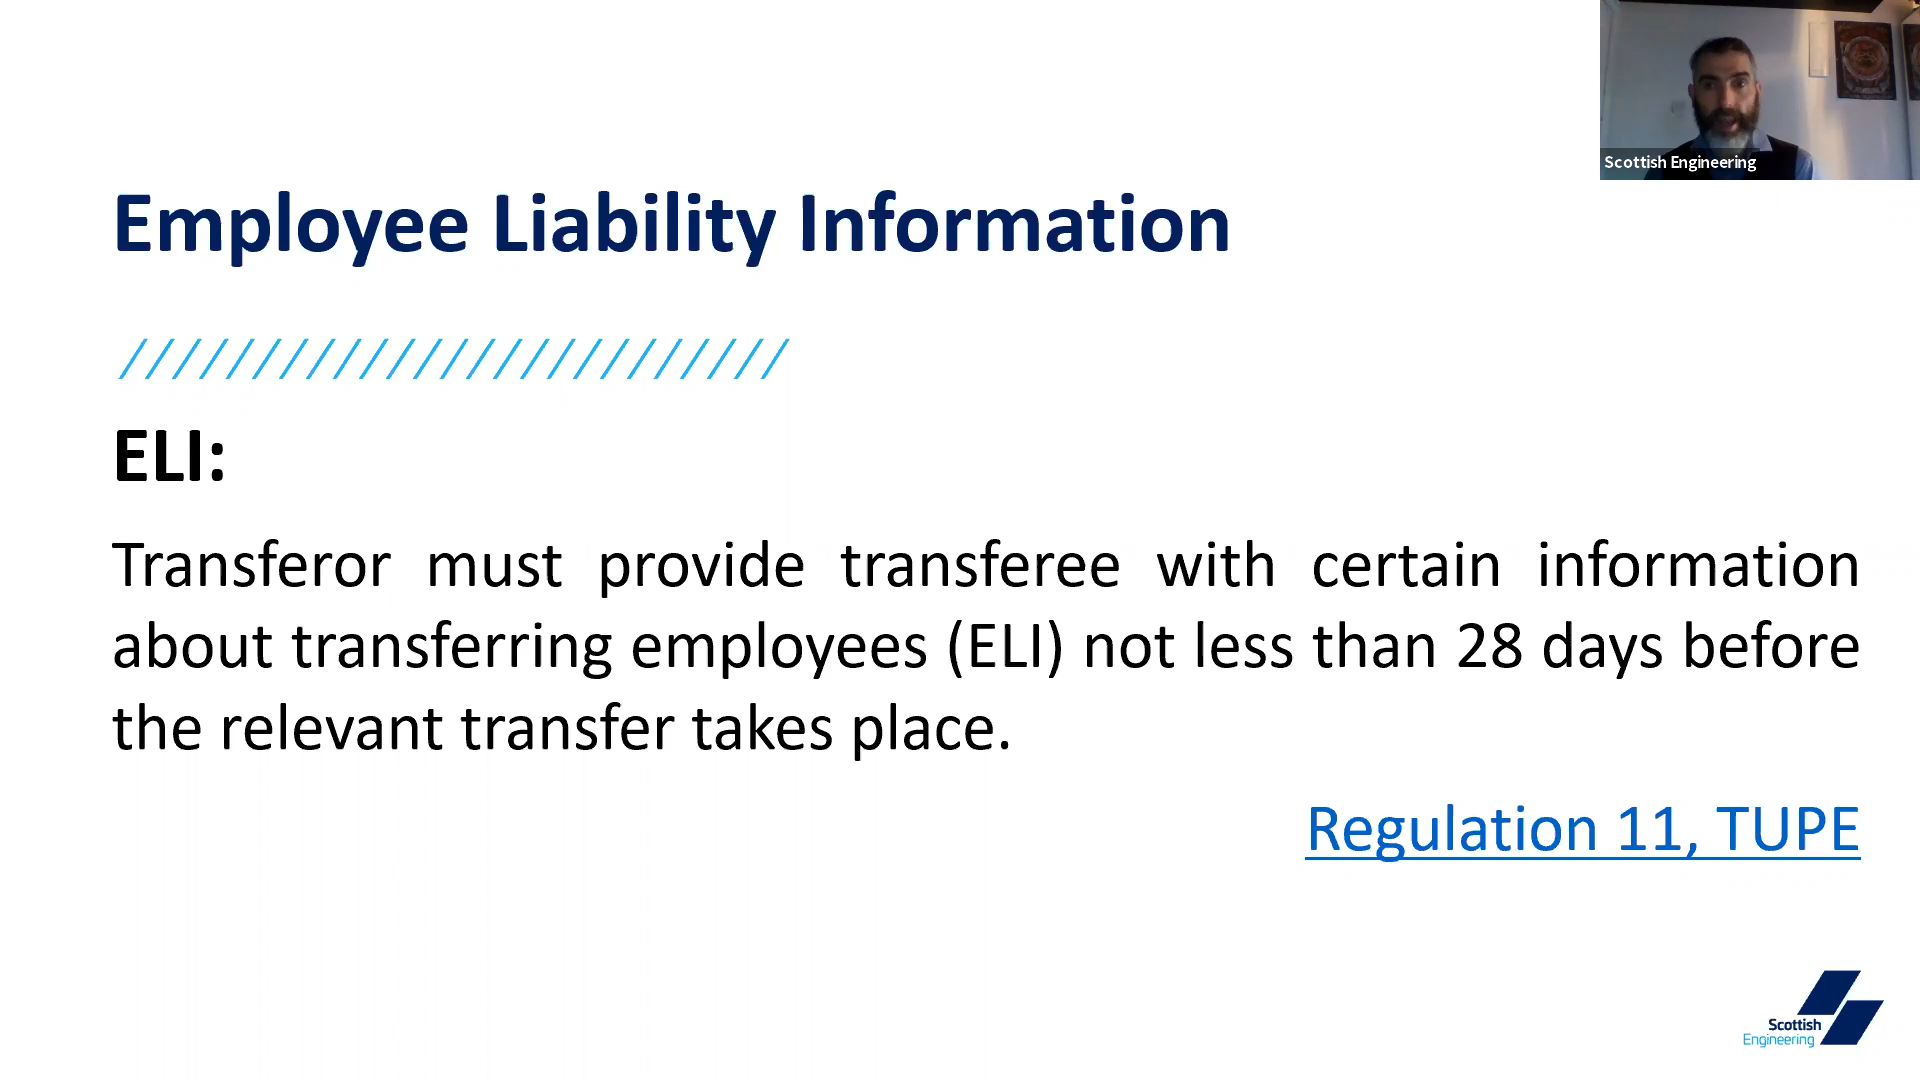 Scottish Engineering
Employee Liability Information
ELI:
Transferor must provide transferee with certain information
about transferring employees (ELI) not less than 28 days before
the relevant transfer takes place.
Regulation 11, TUPE
Scottish
Engineering